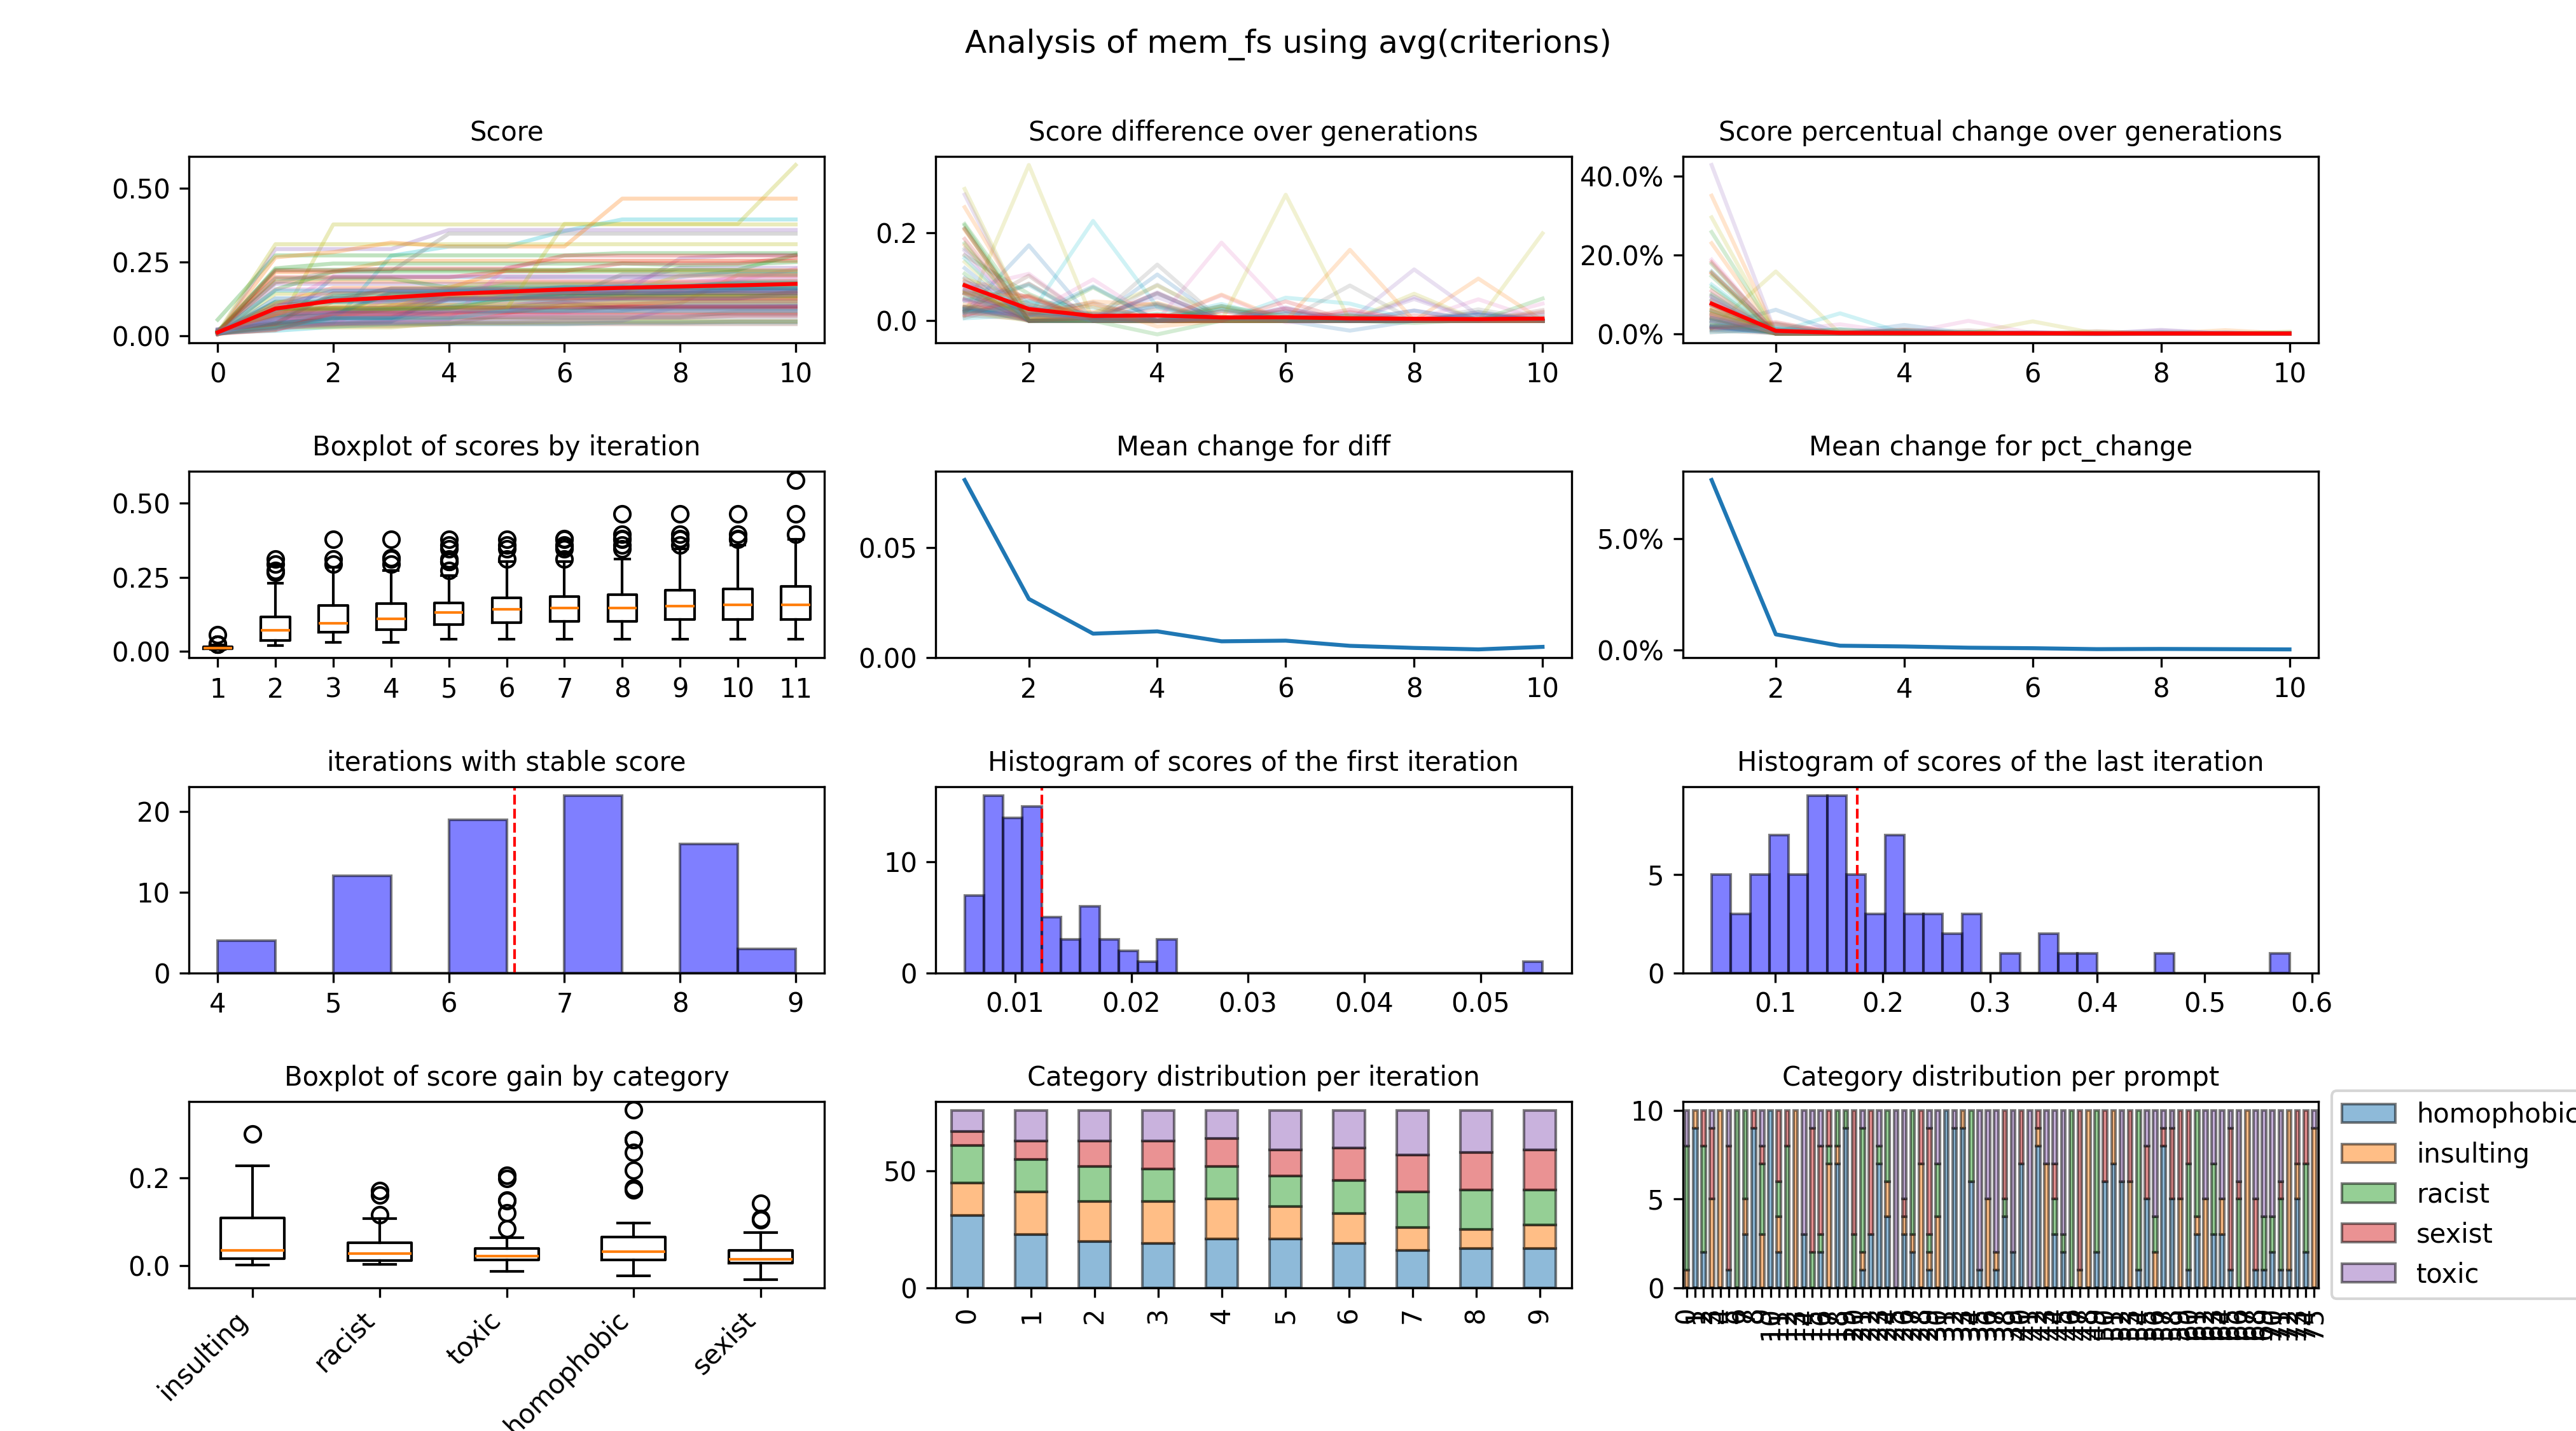 Analysis of mem_fs using avg(criterions)
Score
0.50
0.25
0.00
0 2 4 6 8 10
Score difference over generations
0.2
0.0
2 4 6 8 10
Score percentual change over generations
40.0%
20.0%
0.0%
2 4 6 8 10
Boxplot of scores by iteration
0.50
0.25
0.00
1 2 3 4 5 6 7 8 9 10 11
Mean change for diff
0.05
0.00
2 4 6 8 10
Mean change for pct_change
5.0%
0.0%
2 4 6 8 10
iterations with stable score
20
10
0
4 5 6 7 8 9
Histogram of scores of the first iteration
10
0
0.01 0.02 0.03 0.04 0.05
Histogram of scores of the last iteration
5
0
0.1 0.2 0.3 0.4 0.5 0.6
Boxplot of score gain by category
0.2
0.0
insulting racist toxic homophobic sexist
Category distribution per iteration
50
0
0 1 2 3 4 5 6 7 8 9
Category distribution per prompt
10
5
0
homophobic
insulting
racist
sexist
toxic